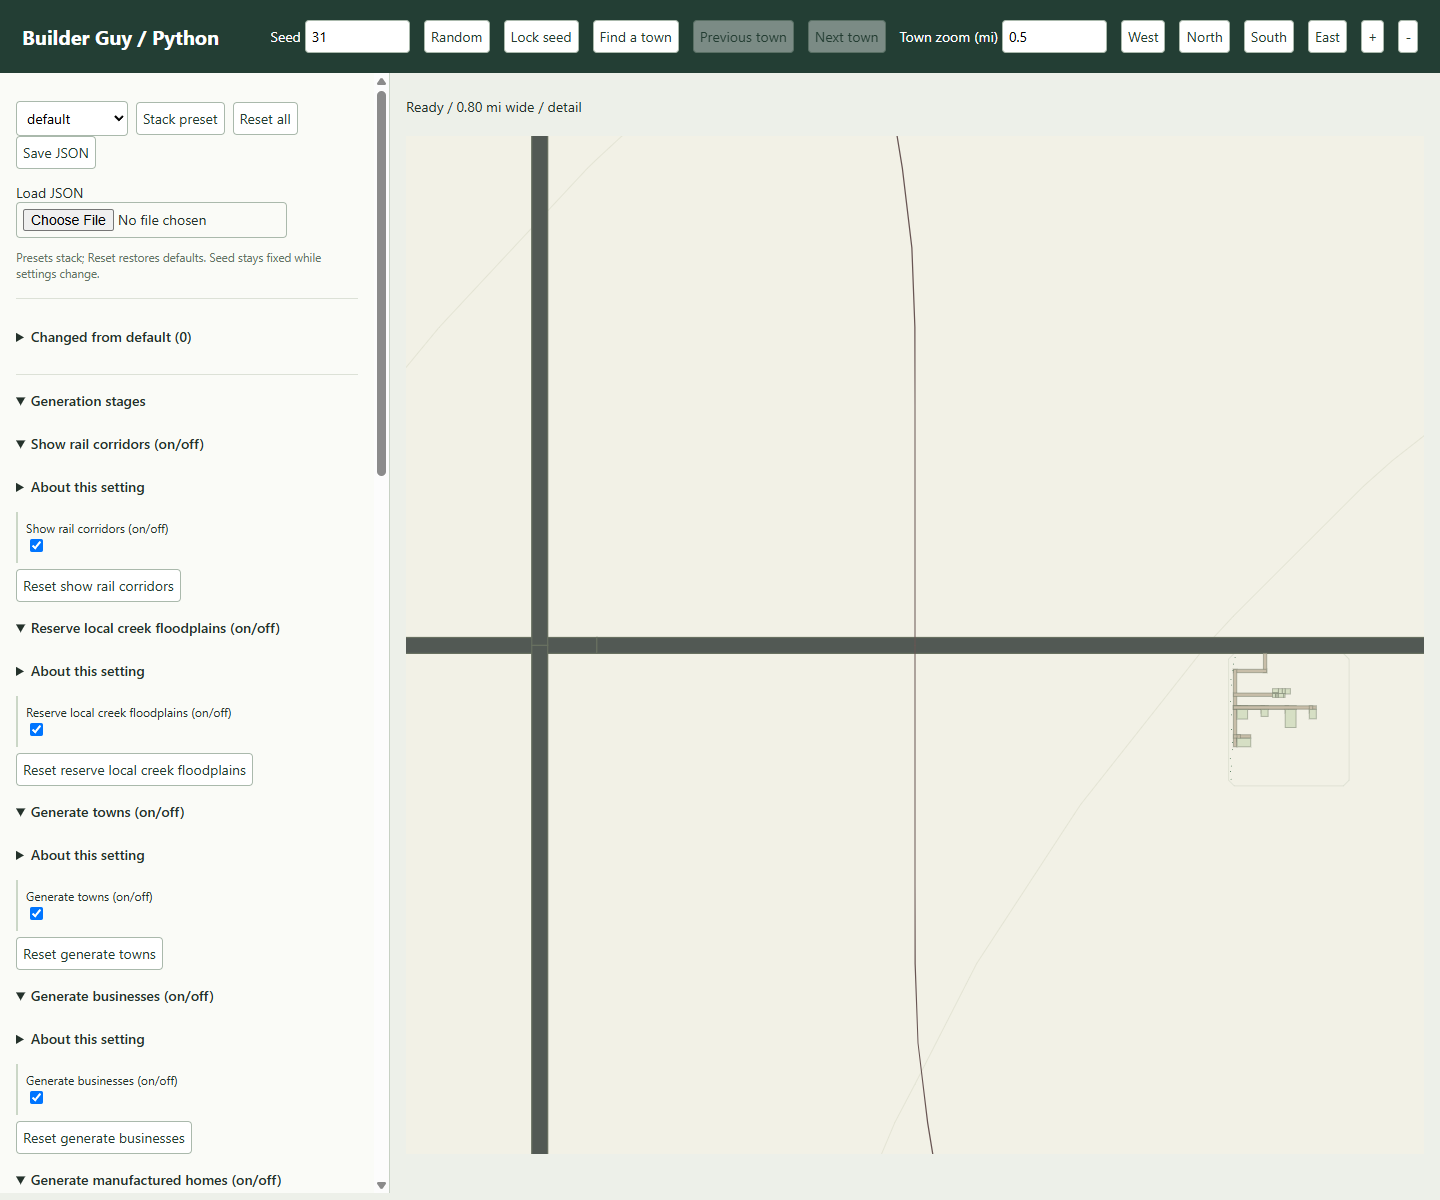 Builder Guy / Python
Seed 31 Random Lock seed Find a town Previous town Next town Town zoom (mi) 0.5 West North South East + -
default Stack preset Reset all
Save JSON
Load JSON
Choose File No file chosen
Presets stack; Reset restores defaults. Seed stays fixed while
settings change.
Changed from default (0)
Generation stages
Show rail corridors (on/off)
About this setting
Show rail corridors (on/off)
Reset show rail corridors
Reserve local creek floodplains (on/off)
About this setting
Reserve local creek floodplains (on/off)
Reset reserve local creek floodplains
Generate towns (on/off)
About this setting
Generate towns (on/off)
Reset generate towns
Generate businesses (on/off)
About this setting
Generate businesses (on/off)
Reset generate businesses
Generate manufactured homes (on/off)
Ready / 0.80 mi wide / detail